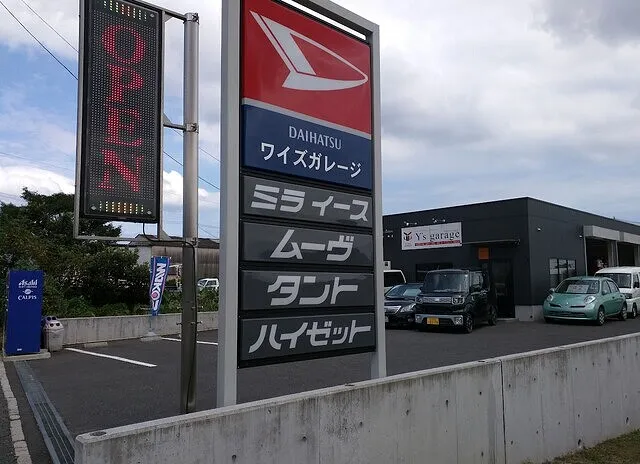 OPEN
DAIHATSU
ワイズガレージ
ミライース
ムーヴ
タント
ハイゼット
Y's garage
Asahi
CALPIS
WAKO'S